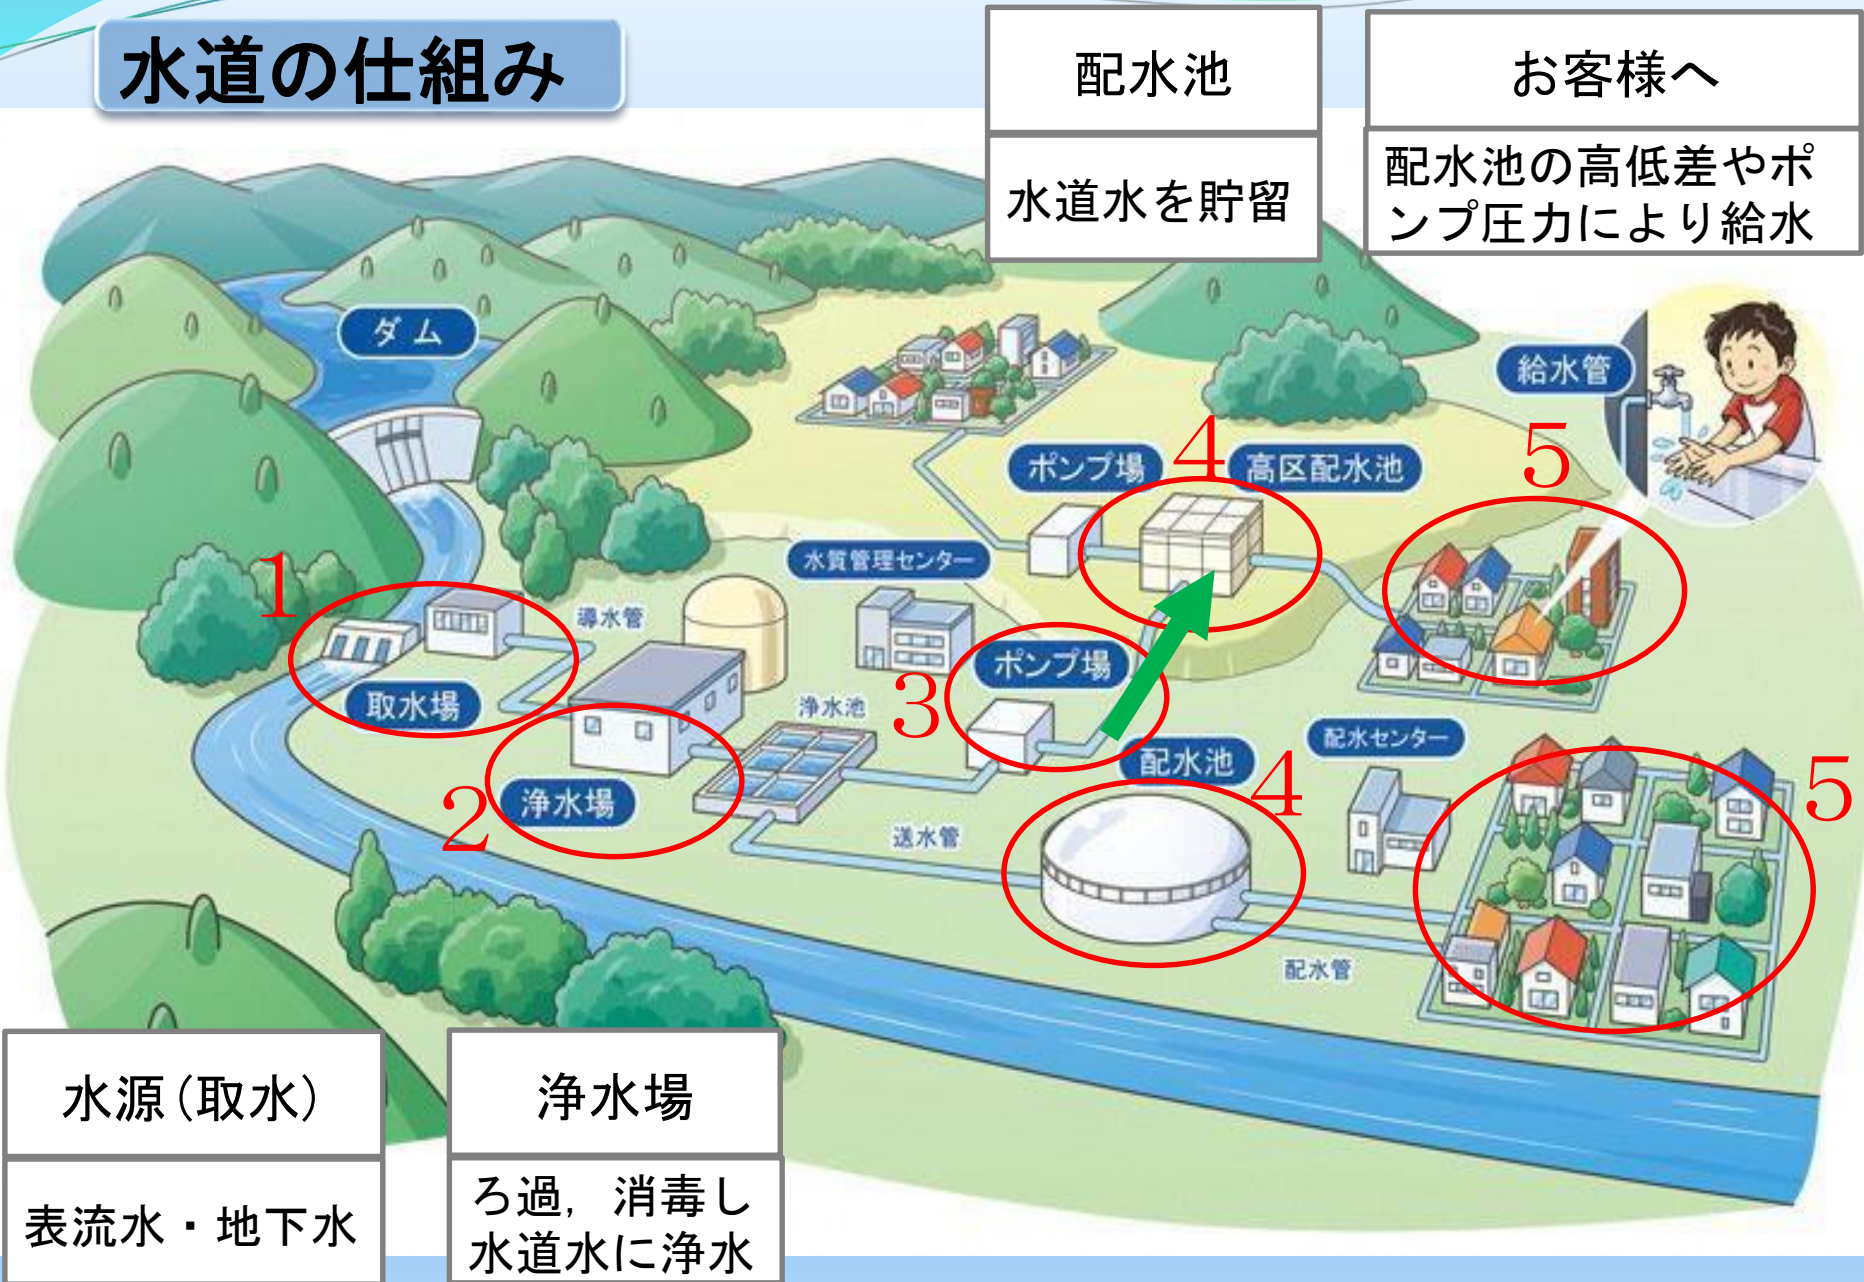 水道の仕組み
配水池
水道水を貯留
お客様へ
配水池の高低差やポ
ンプ圧力により給水
ダム
給水管
ポンプ場
4
高区配水池
5
水質管理センター
1
導水管
取水場
ポンプ場
3
浄水池
配水センター
配水池
4
5
2
浄水場
送水管
配水管
水源(取水)
表流水・地下水
浄水場
ろ過，消毒し
水道水に浄水